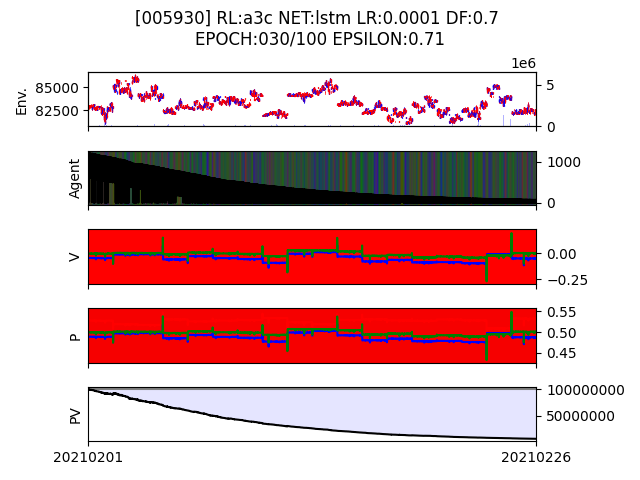 [005930] RL:a3c NET:lstm LR:0.0001 DF:0.7
EPOCH:030/100 EPSILON:0.71
1e6
Env.
85000
82500
5
0
Agent
1000
0
V
0.00
−0.25
P
0.55
0.50
0.45
PV
100000000
50000000
20210201
20210226